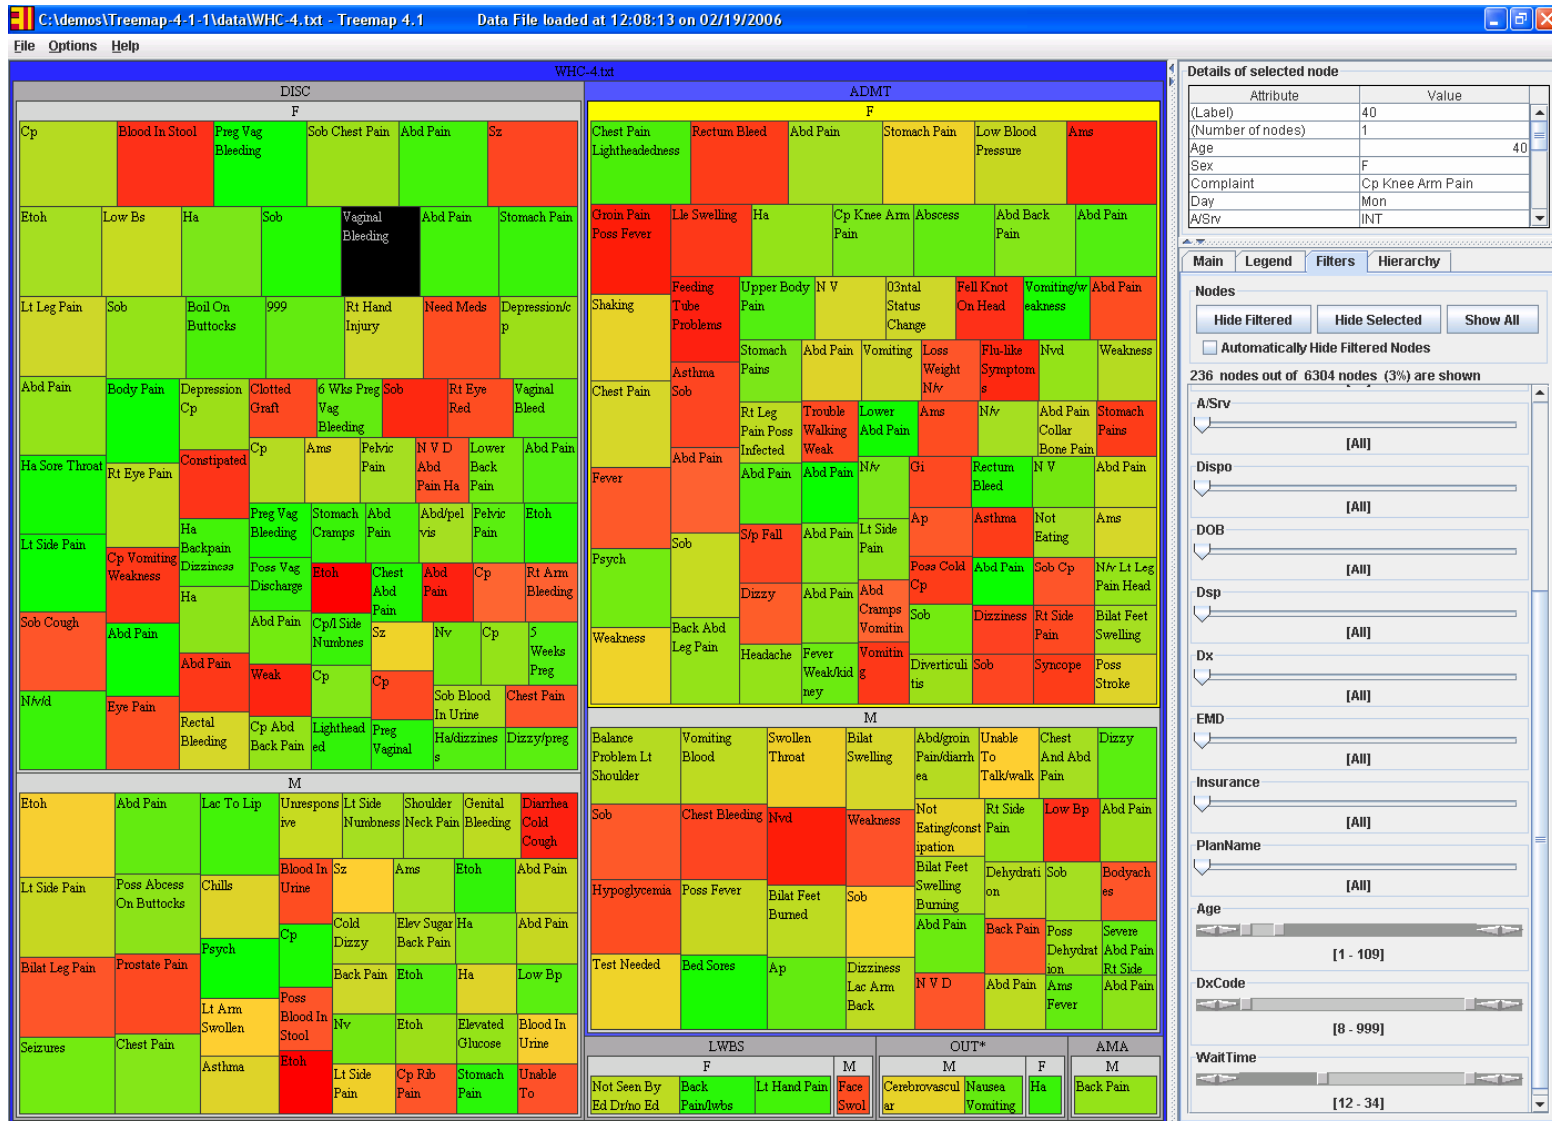 C:\demos\Treemap-4-1-1\data\WHC-4.txt - Treemap 4.1 Data File loaded at 12:08:13 on 02/19/2006
File Options Help
WHC-4.txt
DISC
F
Cp
Blood In Stool
Preg Vag
Bleeding
Sob Chest Pain
Abd Pain
Sz
Etoh
Low Bs
Ha
Sob
Vaginal
Bleeding
Abd Pain
Stomach Pain
Lt Leg Pain
Sob
Boil On
Buttocks
999
Rt Hand
Injury
Need Meds
Depression/c
p
Abd Pain
Body Pain
Depression
Cp
Clotted
Graft
6 Wks Preg
Vag
Bleeding
Sob
Rt Eye
Red
Vaginal
Bleed
Cp
Ams
Pelvic
Pain
N V D
Abd
Pain Ha
Lower
Back
Pain
Abd Pain
Ha Sore Throat
Rt Eye Pain
Constipated
Preg Vag
Bleeding
Stomach
Cramps
Abd
Pain
Abd/pel
vis
Pelvic
Pain
Etoh
Lt Side Pain
Cp Vomiting
Weakness
Ha
Backpain
Dizziness
Poss Vag
Discharge
Etoh
Chest
Abd
Pain
Abd
Pain
Cp
Rt Arm
Bleeding
Ha
Sob Cough
Abd Pain
Abd Pain
Abd Pain
Cp/l Side
Numbnes
Sz
Nv
Cp
5
Weeks
Preg
Weak
Cp
Cp
N/v/d
Eye Pain
Rectal
Bleeding
Cp Abd
Back Pain
Lighthead
ed
Preg
Vaginal
Sob Blood
In Urine
Chest Pain
Ha/dizzines
s
Dizzy/preg
M
Etoh
Abd Pain
Lac To Lip
Unrespons
ive
Lt Side
Numbness
Shoulder
Neck Pain
Genital
Bleeding
Diarrhea
Cold
Cough
Lt Side Pain
Poss Abcess
On Buttocks
Chills
Blood In
Urine
Sz
Ams
Etoh
Abd Pain
Psych
Cp
Cold
Dizzy
Elev Sugar
Back Pain
Ha
Abd Pain
Bilat Leg Pain
Prostate Pain
Back Pain
Etoh
Ha
Low Bp
Lt Arm
Swollen
Poss
Blood In
Stool
Nv
Etoh
Elevated
Glucose
Blood In
Urine
Seizures
Chest Pain
Asthma
Etoh
Lt Side
Pain
Cp Rib
Pain
Stomach
Pain
Unable
To
ADMT
F
Chest Pain
Lightheadedness
Rectum Bleed
Abd Pain
Stomach Pain
Low Blood
Pressure
Ams
Groin Pain
Poss Fever
Lle Swelling
Ha
Cp Knee Arm
Pain
Abscess
Abd Back
Pain
Abd Pain
Shaking
Feeding
Tube
Problems
Upper Body
Pain
N V
03ntal
Status
Change
Fell Knot
On Head
Vomiting/w
eakness
Abd Pain
Stomach
Pains
Abd Pain
Vomiting
Loss
Weight
N/v
Flu-like
Symptom
s
Nvd
Weakness
Chest Pain
Asthma
Sob
Rt Leg
Pain Poss
Infected
Trouble
Walking
Weak
Lower
Abd Pain
Ams
N/v
Abd Pain
Collar
Bone Pain
Stomach
Pains
Fever
Abd Pain
Abd Pain
Abd Pain
N/v
Gi
Rectum
Bleed
N V
Abd Pain
S/p Fall
Abd Pain
Lt Side
Pain
Ap
Asthma
Not
Eating
Ams
Psych
Sob
Dizzy
Abd Pain
Abd
Cramps
Vomitin
Poss Cold
Cp
Abd Pain
Sob Cp
N/v Lt Leg
Pain Head
Sob
Dizziness
Rt Side
Pain
Bilat Feet
Swelling
Weakness
Back Abd
Leg Pain
Headache
Fever
Weak/kid
ney
Vomitin
g
Diverticuli
tis
Sob
Syncope
Poss
Stroke
M
Balance
Problem Lt
Shoulder
Vomiting
Blood
Swollen
Throat
Bilat
Swelling
Abd/groin
Pain/diarrh
ea
Unable
To
Talk/walk
Chest
And Abd
Pain
Dizzy
Sob
Chest Bleeding
Nvd
Weakness
Not
Eating/const
ipation
Rt Side
Pain
Low Bp
Abd Pain
Hypoglycemia
Poss Fever
Bilat Feet
Burned
Sob
Bilat Feet
Swelling
Burning
Dehydrati
on
Sob
Bodyach
es
Abd Pain
Back Pain
Poss
Dehydrat
ion
Severe
Abd Pain
Rt Side
Test Needed
Bed Sores
Ap
Dizziness
Lac Arm
Back
N V D
Abd Pain
Ams
Fever
Abd Pain
LWBS
F
Not Seen By
Ed Dr/no Ed
Back
Pain/lwbs
Lt Hand Pain
M
Face
Swol
OUT*
M
Cerebrovascul
ar
Nausea
Vomiting
F
Ha
AMA
M
Back Pain
Details of selected node
Attribute Value
(Label) 40
(Number of nodes) 1
Age 40
Sex F
Complaint Cp Knee Arm Pain
Day Mon
A/Srv INT
Main Legend Filters Hierarchy
Nodes
Hide Filtered Hide Selected Show All
Automatically Hide Filtered Nodes
236 nodes out of 6304 nodes (3%) are shown
A/Srv
[All]
Dispo
[All]
DOB
[All]
Dsp
[All]
Dx
[All]
EMD
[All]
Insurance
[All]
PlanName
[All]
Age
[1 - 109]
DxCode
[8 - 999]
WaitTime
[12 - 34]